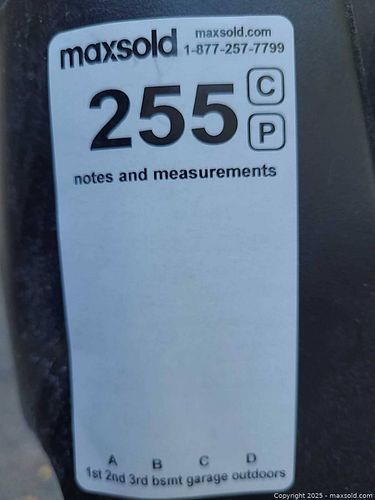 maxsold
maxsold.com
1-877-257-7799
255
C
P
notes and measurements
A B C D
1st 2nd 3rd bsmt garage outdoors
Copyright 2025 - maxsold.com